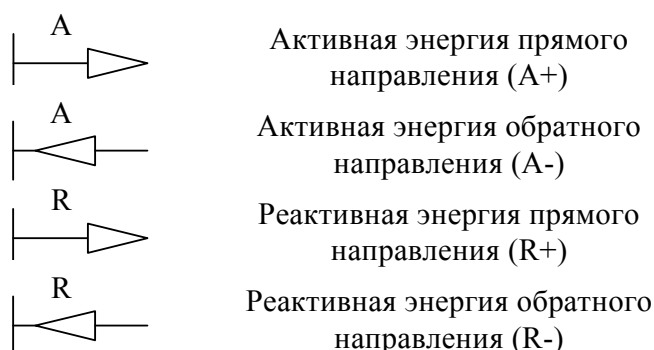 A
Активная энергия прямого
направления (A+)
A
Активная энергия обратного
направления (A-)
R
Реактивная энергия прямого
направления (R+)
R
Реактивная энергия обратного
направления (R-)